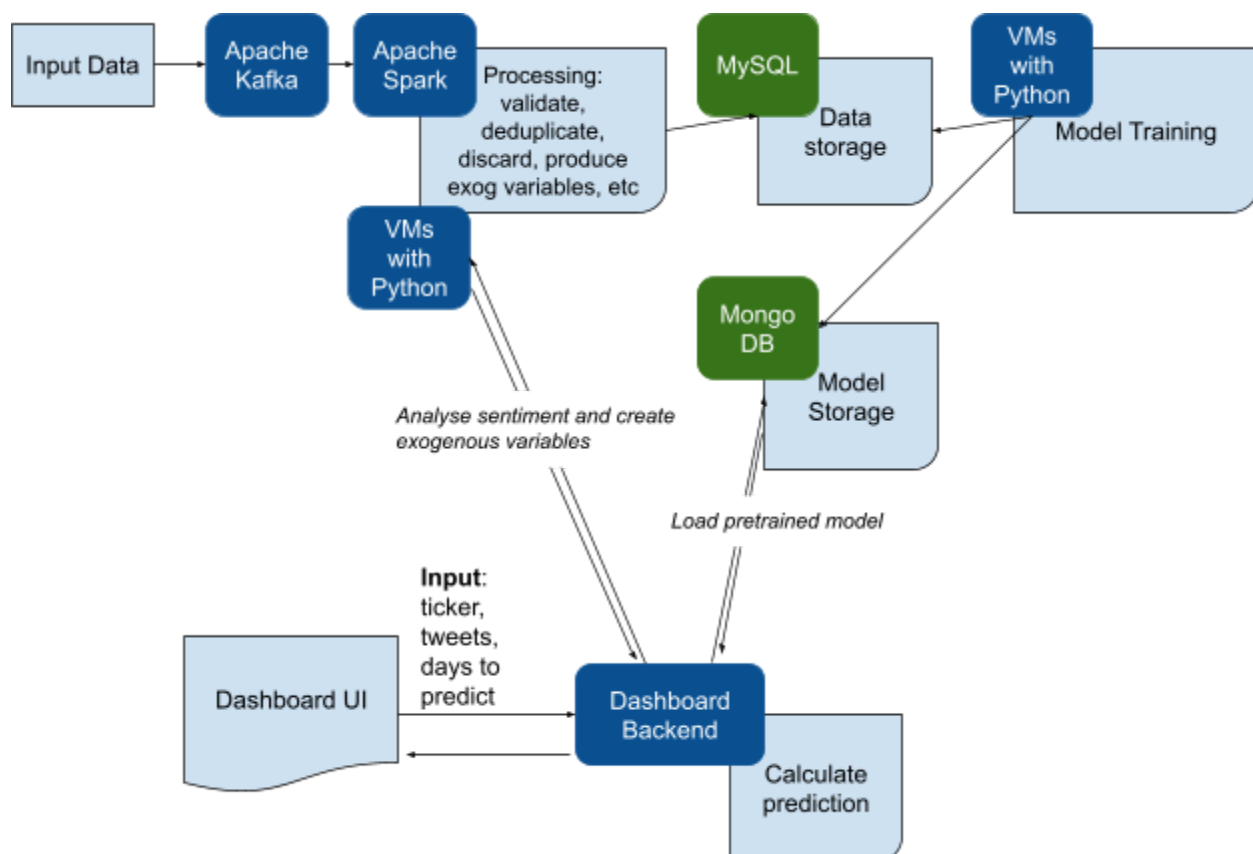 Input Data
Apache
Kafka
Apache
Spark
Processing:
validate,
deduplicate,
discard, produce
exog variables, etc
MySQL
Data
storage
VMs
with
Python
Model Training
VMs
with
Python
Mongo
DB
Model
Storage
Analyse sentiment and create
exogenous variables
Load pretrained model
Input:
ticker,
tweets,
days to
predict
Dashboard UI
Dashboard
Backend
Calculate
prediction